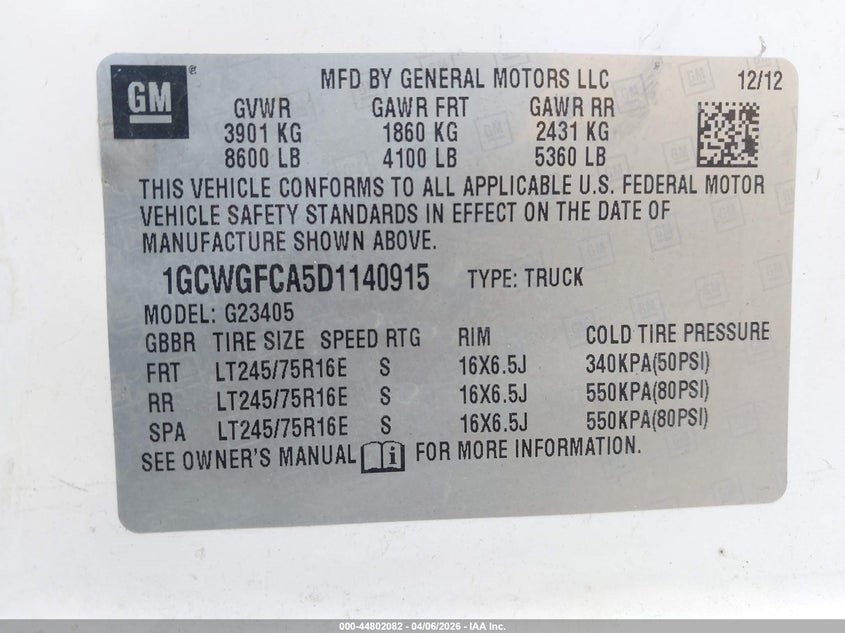 GM ® MFD BY GENERAL MOTORS LLC 12/12
GVWR GAWR FRT GAWR RR
3901 KG 1860 KG 2431 KG
8600 LB 4100 LB 5360 LB
THIS VEHICLE CONFORMS TO ALL APPLICABLE U.S. FEDERAL MOTOR
VEHICLE SAFETY STANDARDS IN EFFECT ON THE DATE OF
MANUFACTURE SHOWN ABOVE.
1GCWGFCA5D1140915 TYPE: TRUCK
MODEL: G23405
GBBR TIRE SIZE SPEED RTG RIM COLD TIRE PRESSURE
FRT LT245/75R16E S 16X6.5J 340KPA(50PSI)
RR LT245/75R16E S 16X6.5J 550KPA(80PSI)
SPA LT245/75R16E S 16X6.5J 550KPA(80PSI)
SEE OWNER'S MANUAL i FOR MORE INFORMATION.
000-44802082 - 04/06/2026 - IAA Inc.